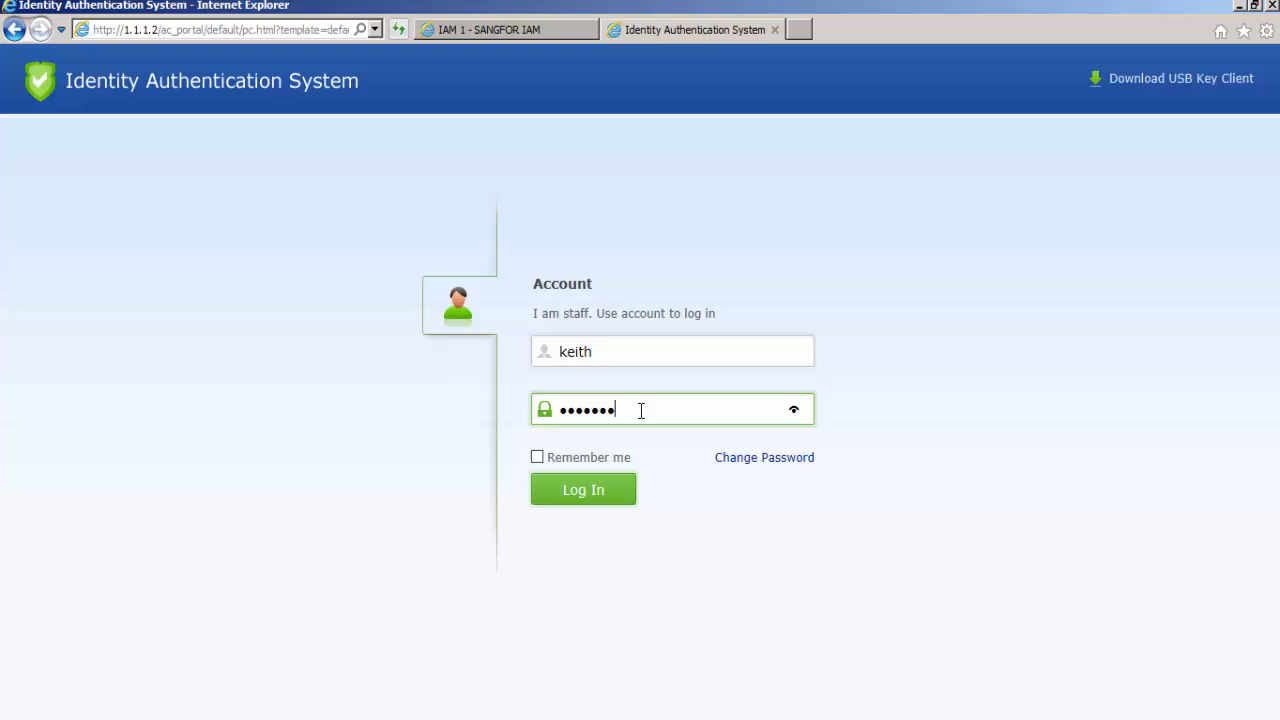 Identity Authentication System - Internet Explorer
http://1.1.1.2/ac_portal/default/pc.html?template=defau
IAM 1 - SANGFOR IAM
Identity Authentication System
Identity Authentication System
Download USB Key Client
Account
I am staff. Use account to log in
keith
•••••••
Remember me
Change Password
Log In